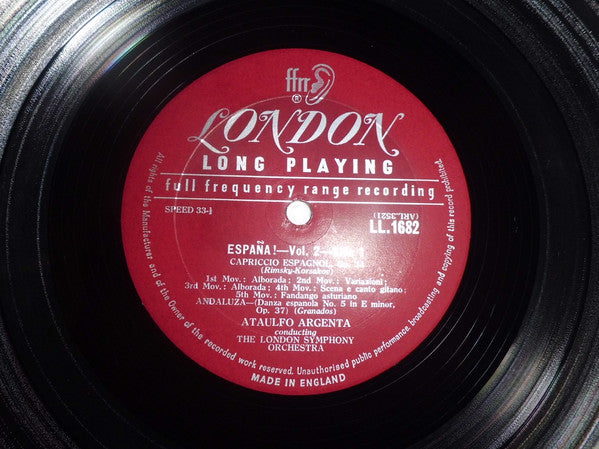 ffrr
®
LONDON
LONG PLAYING
full frequency range recording
SPEED 33⅓
(ARL.3521)
LL.1682
ESPAÑA!—Vol. 2—
CAPRICCIO ESPAGNOL,
(Rimsky-Korsakov)
1st Mov.: Alborada; 2nd Mov.: Variazioni;
3rd Mov.: Alborada; 4th Mov.: Scena e canto gitano;
5th Mov.: Fandango asturiano
ANDALUZA—(Danza espanola No. 5 in E minor,
Op. 37) (Granados)
ATAULFO ARGENTA
conducting
THE LONDON SYMPHONY
ORCHESTRA
All rights of the Manufacturer and of the Owner of the recorded work reserved. Unauthorised public performance, broadcasting and copying of this record prohibited.
MADE IN ENGLAND